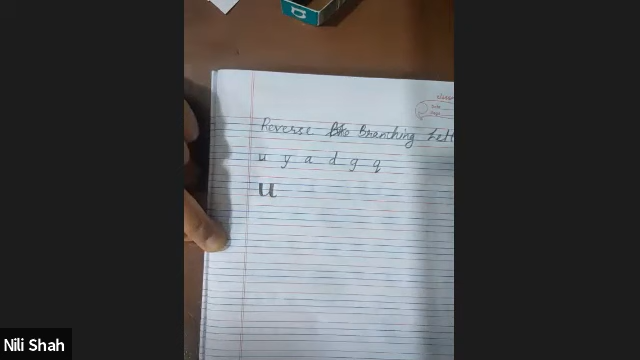 Reverse Branching
u y a d g q
u
Nili Shah